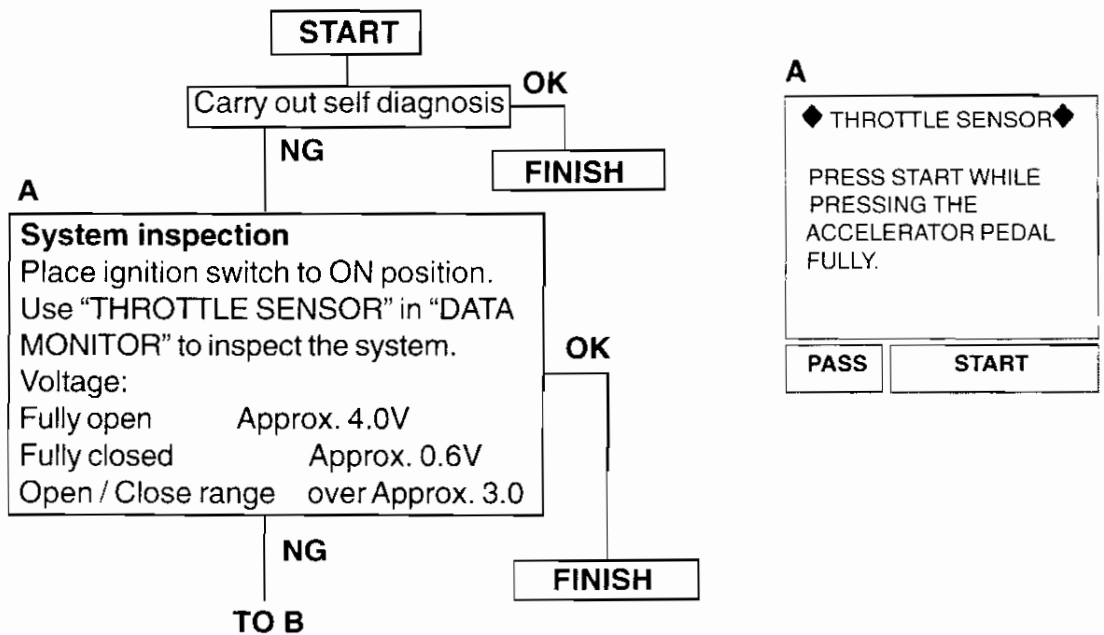 START
Carry out self diagnosis
OK
NG
FINISH
A
System inspection
Place ignition switch to ON position.
Use “THROTTLE SENSOR” in “DATA
MONITOR” to inspect the system.
Voltage:
Fully open Approx. 4.0V
Fully closed Approx. 0.6V
Open / Close range over Approx. 3.0
OK
NG
FINISH
TO B
A
◆ THROTTLE SENSOR◆
PRESS START WHILE
PRESSING THE
ACCELERATOR PEDAL
FULLY.
PASS START